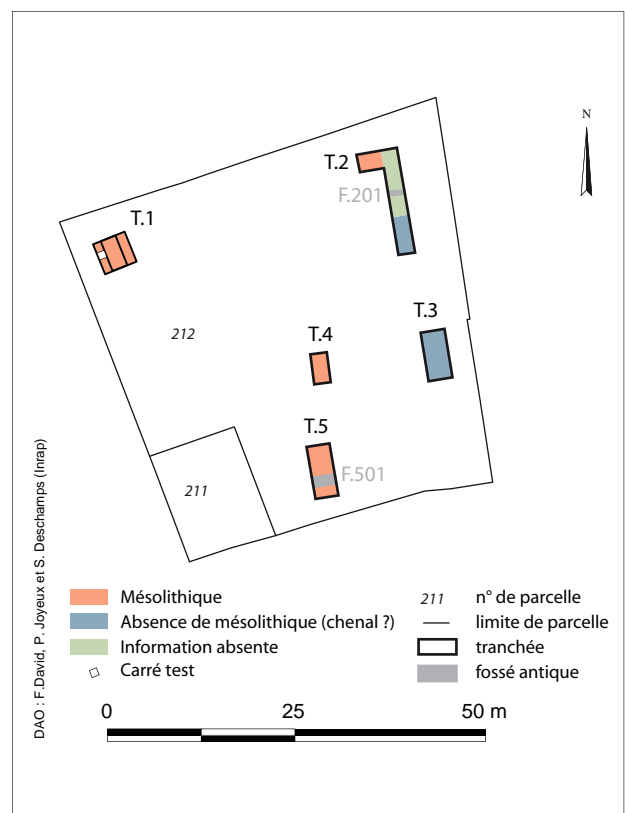 N
T.2
F.201
T.1
T.3
212
T.4
T.5
211
F.501
DAO : F.David, P. Joyeux et S. Deschamps (Inrap)
Mésolithique
Absence de mésolithique (chenal ?)
Information absente
Carré test
211 n° de parcelle
limite de parcelle
tranchée
fossé antique
0 25 50 m